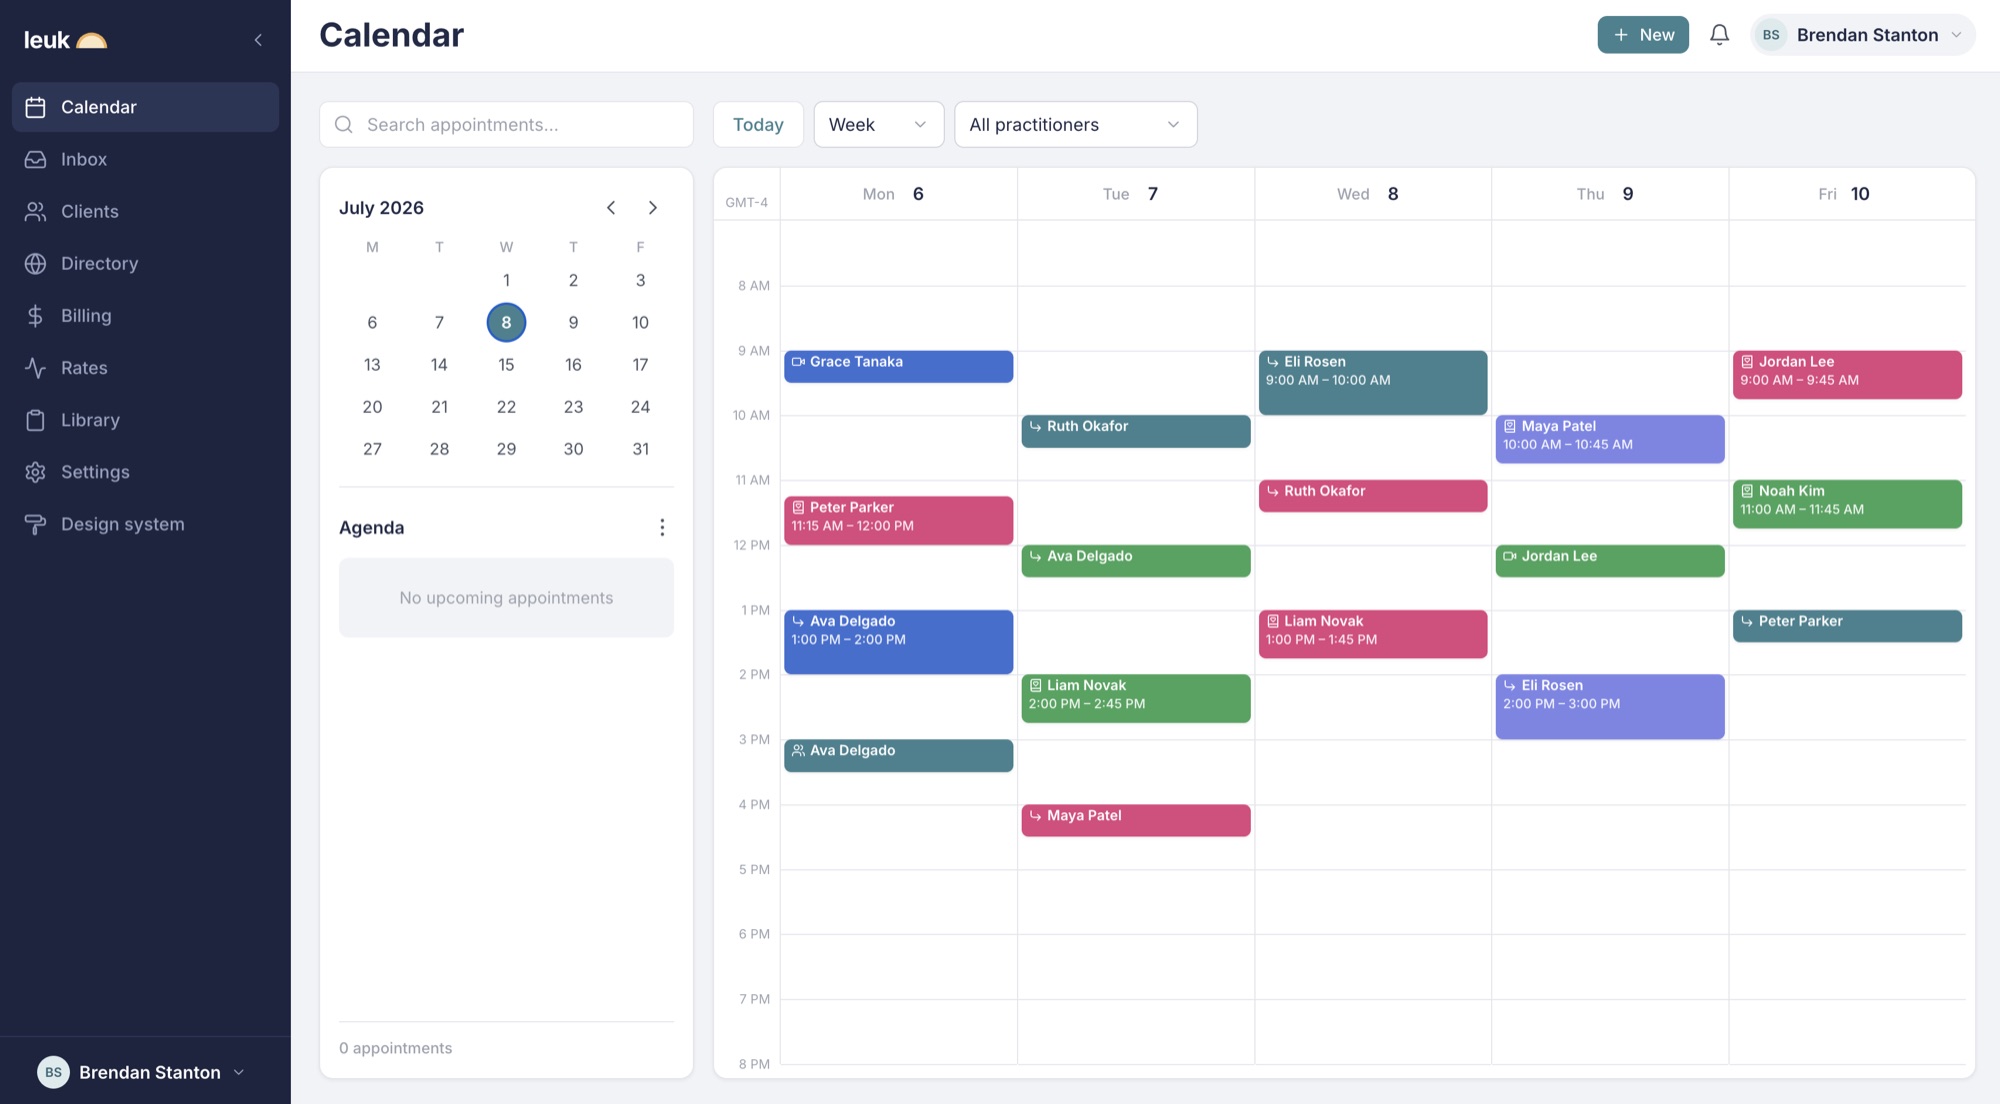 leuk
Calendar
Inbox
Clients
Directory
Billing
Rates
Library
Settings
Design system
BS Brendan Stanton
Calendar
+ New
BS Brendan Stanton
Search appointments...
Today
Week
All practitioners
July 2026
M T W T F
1 2 3
6 7 8 9 10
13 14 15 16 17
20 21 22 23 24
27 28 29 30 31
Agenda
No upcoming appointments
0 appointments
GMT-4
Mon 6
Tue 7
Wed 8
Thu 9
Fri 10
8 AM
9 AM
10 AM
11 AM
12 PM
1 PM
2 PM
3 PM
4 PM
5 PM
6 PM
7 PM
8 PM
Grace Tanaka
Peter Parker
11:15 AM – 12:00 PM
Ava Delgado
1:00 PM – 2:00 PM
Ava Delgado
Ruth Okafor
Ava Delgado
Liam Novak
2:00 PM – 2:45 PM
Maya Patel
Eli Rosen
9:00 AM – 10:00 AM
Ruth Okafor
Liam Novak
1:00 PM – 1:45 PM
Maya Patel
10:00 AM – 10:45 AM
Jordan Lee
Eli Rosen
2:00 PM – 3:00 PM
Jordan Lee
9:00 AM – 9:45 AM
Noah Kim
11:00 AM – 11:45 AM
Peter Parker